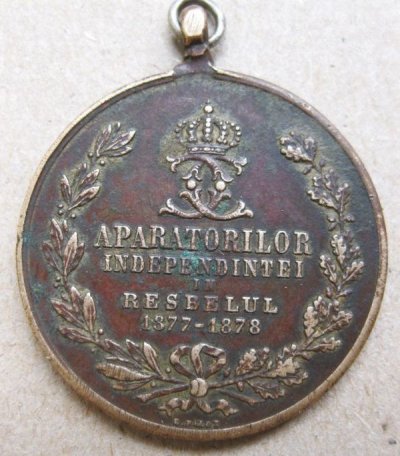 APARATORILOR
INDEPENDINTEI
IN
RESBELUL
1877-1878